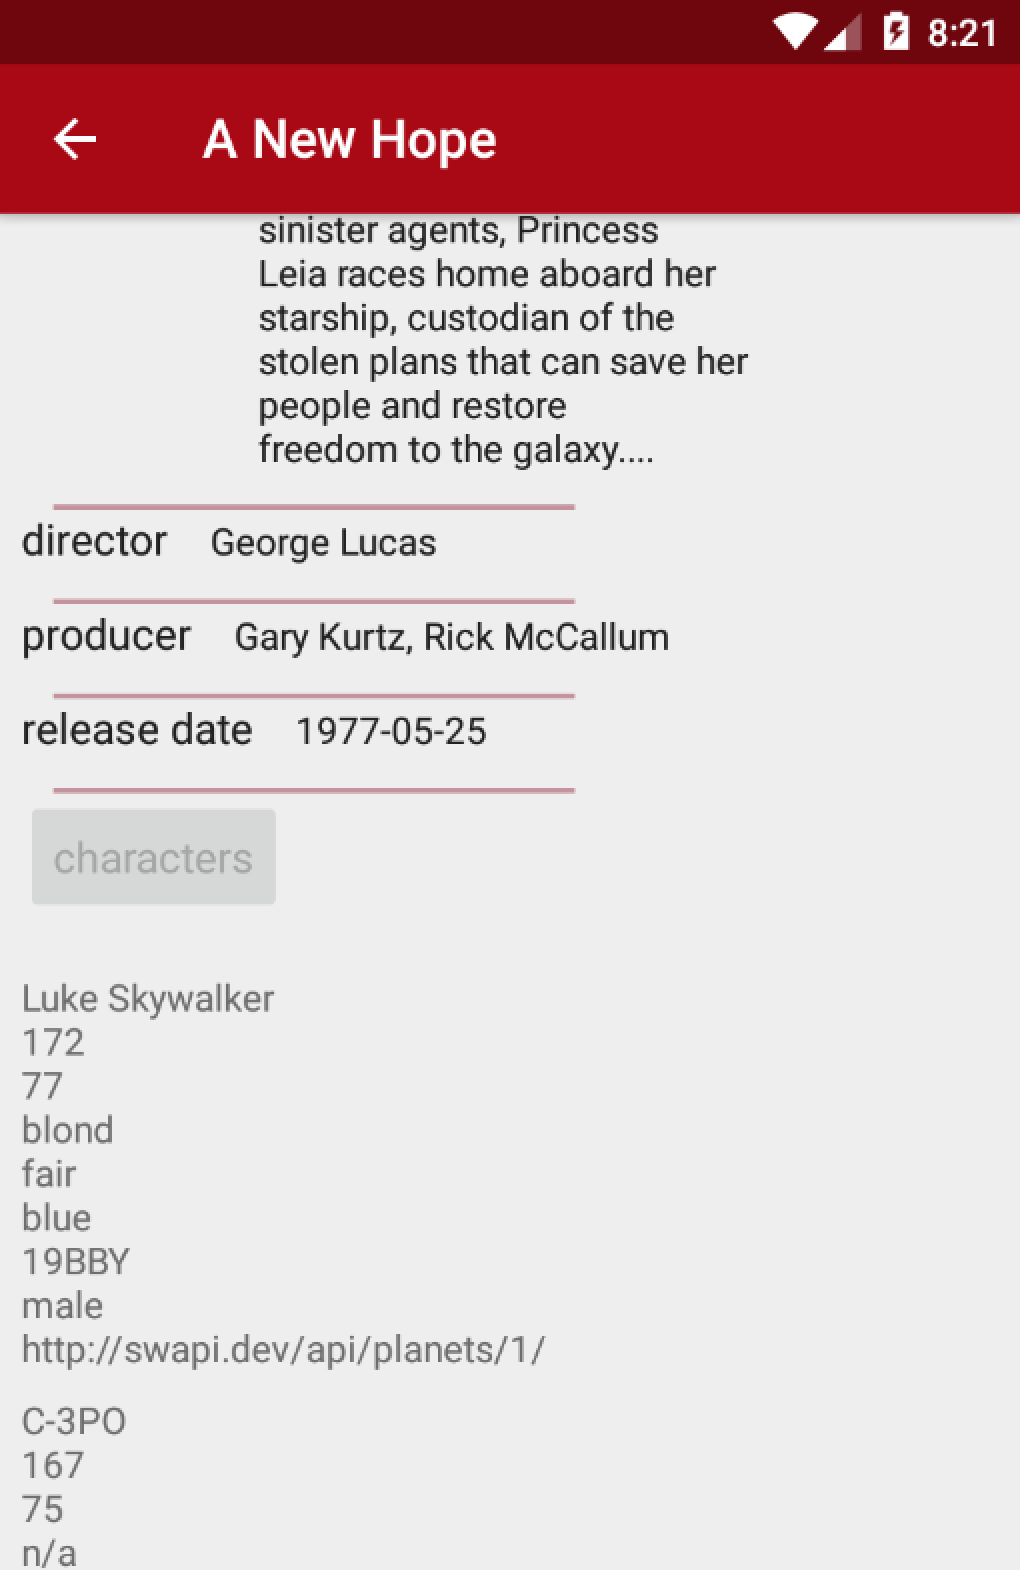 8:21
A New Hope
sinister agents, Princess
Leia races home aboard her
starship, custodian of the
stolen plans that can save her
people and restore
freedom to the galaxy....
director George Lucas
producer Gary Kurtz, Rick McCallum
release date 1977-05-25
characters
Luke Skywalker
172
77
blond
fair
blue
19BBY
male
http://swapi.dev/api/planets/1/
C-3PO
167
75
n/a